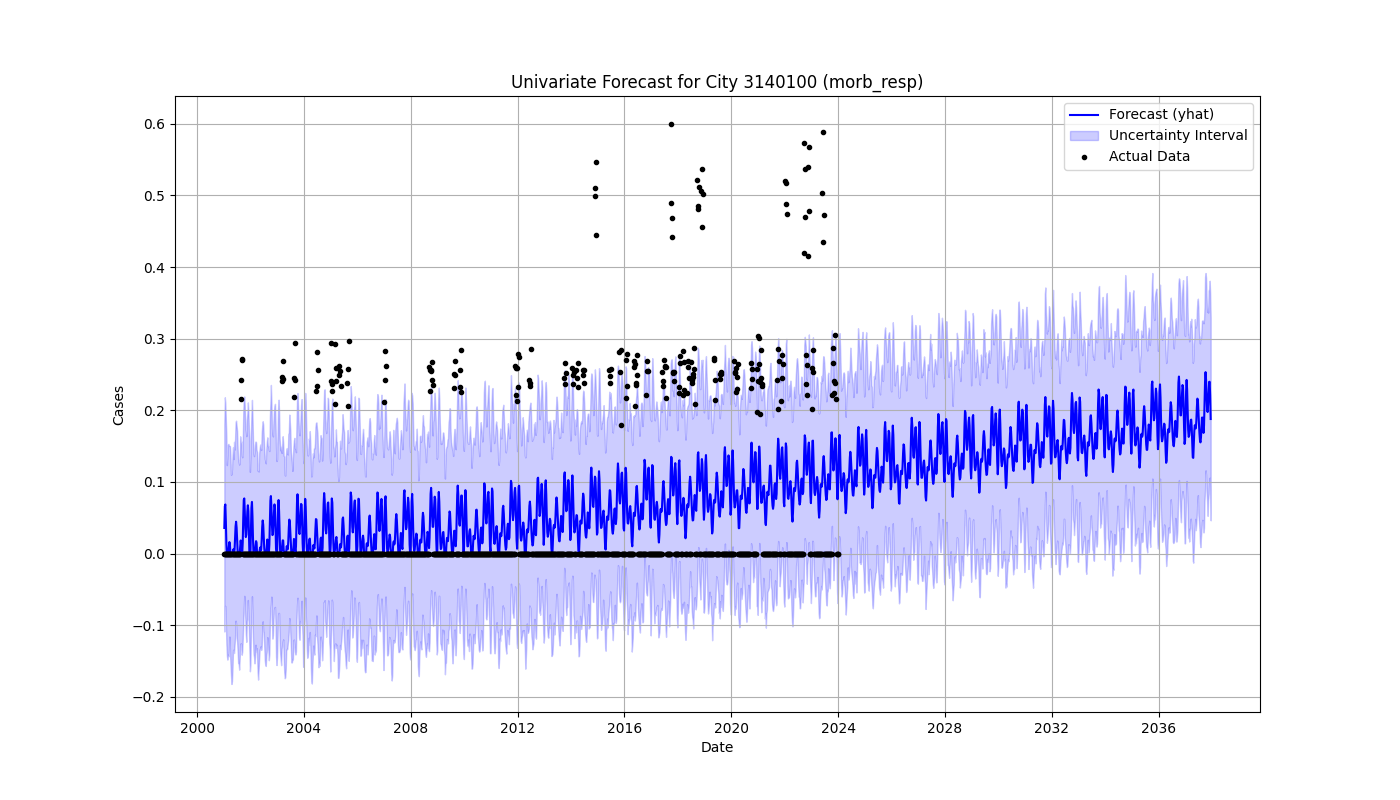 Univariate Forecast for City 3140100 (morb_resp)
Forecast (yhat)
Uncertainty Interval
Actual Data
Cases
0.6
0.5
0.4
0.3
0.2
0.1
0.0
−0.1
−0.2
2000 2004 2008 2012 2016 2020 2024 2028 2032 2036
Date